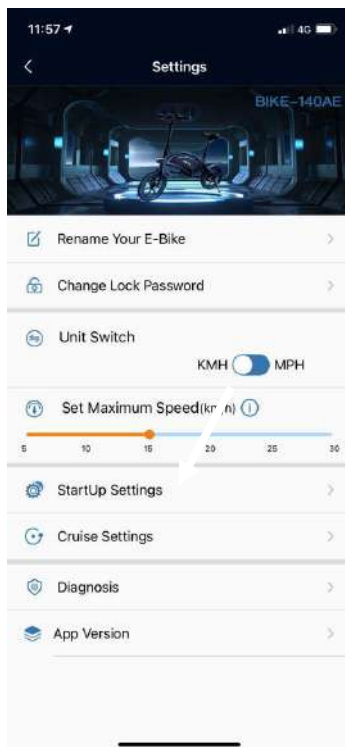 11:57 4G
Settings
BIKE-140AE
Rename Your E-Bike
Change Lock Password
Unit Switch
KMH MPH
Set Maximum Speed(km/h)
5 10 15 20 25 30
StartUp Settings
Cruise Settings
Diagnosis
App Version